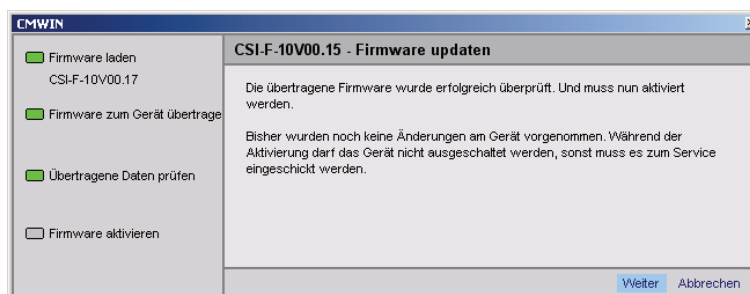 CMWIN
Firmware laden
CSI-F-10V00.17
Firmware zum Gerät übertrage
Übertragene Daten prüfen
Firmware aktivieren
CSI-F-10V00.15 - Firmware updaten
Die übertragene Firmware wurde erfolgreich überprüft. Und muss nun aktiviert
werden.
Bisher wurden noch keine Änderungen am Gerät vorgenommen. Während der
Aktivierung darf das Gerät nicht ausgeschaltet werden, sonst muss es zum Service
eingeschickt werden.
Weiter Abbrechen